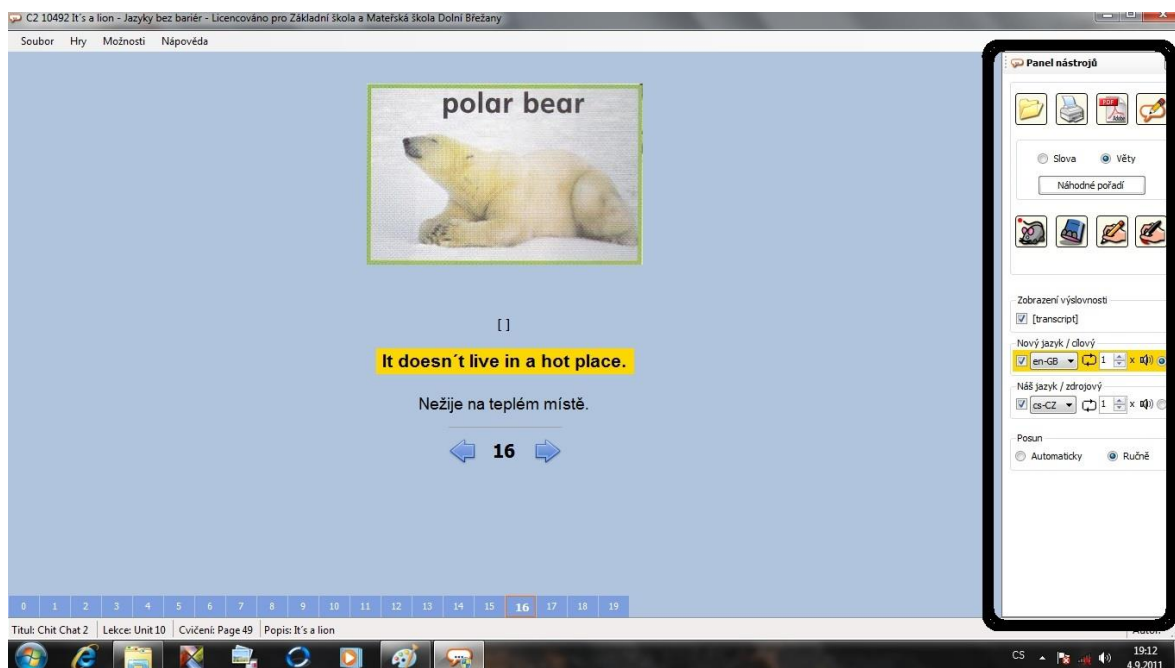 C2 10492 It´s a lion - Jazyky bez bariér - Licencováno pro Základní škola a Mateřská škola Dolní Břežany
Soubor Hry Možnosti Nápověda
polar bear
[ ]
It doesn´t live in a hot place.
Nežije na teplém místě.
16
Panel nástrojů
PDF
Adobe
Slova Věty
Náhodné pořadí
Zobrazení výslovnosti
[transcript]
Nový jazyk / cílový
en-GB 1 x
Náš jazyk / zdrojový
cs-CZ 1 x
Posun
Automaticky Ručně
0 1 2 3 4 5 6 7 8 9 10 11 12 13 14 15 16 17 18 19
Titul: Chit Chat 2 Lekce: Unit 10 Cvičení: Page 49 Popis: It´s a lion
CS
19:12